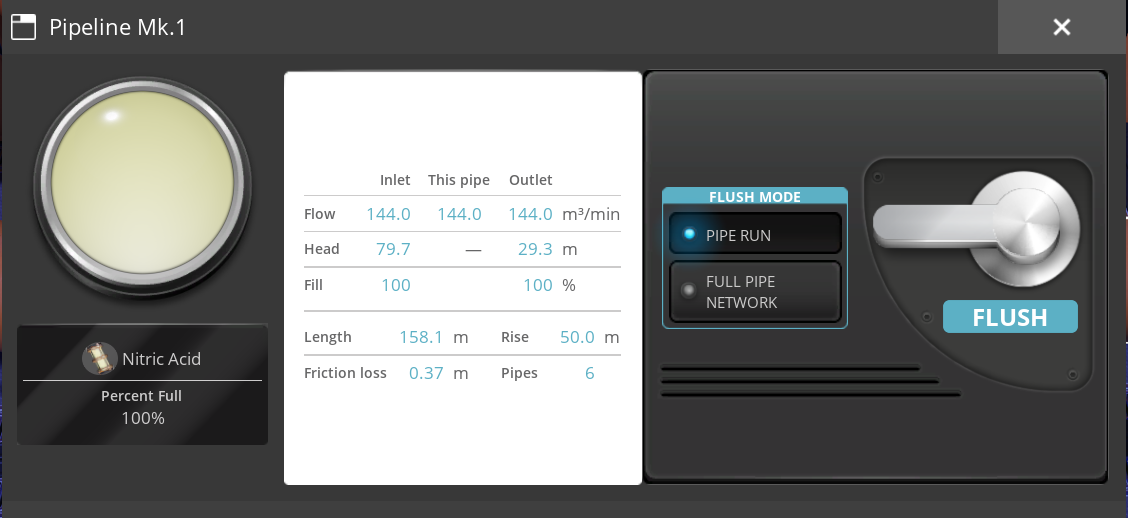 Pipeline Mk.1
Nitric Acid
Percent Full
100%
Inlet This pipe Outlet
Flow 144.0 144.0 144.0 m³/min
Head 79.7 — 29.3 m
Fill 100 100 %
Length 158.1 m Rise 50.0 m
Friction loss 0.37 m Pipes 6
FLUSH MODE
PIPE RUN
FULL PIPE
NETWORK
FLUSH